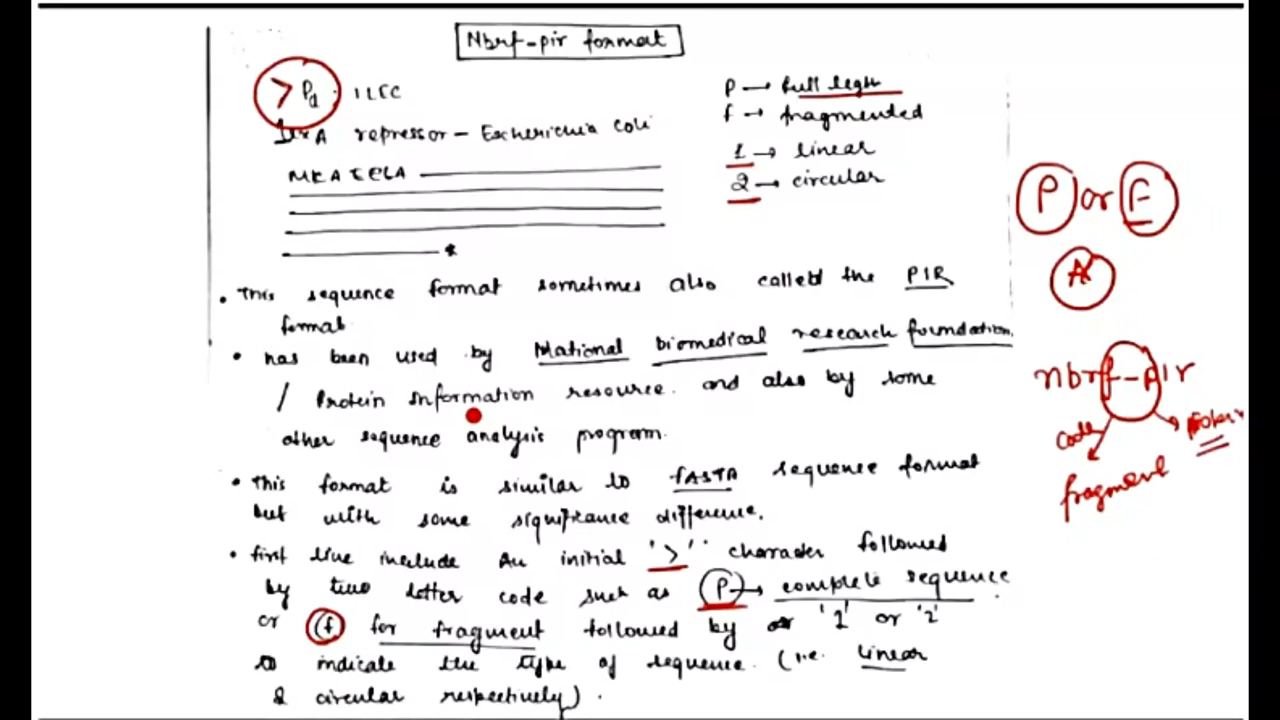 Nbrf-pir format
> P1 ILEC
LexA repressor - Escherichia coli
MKATELA
*
P → full legth
f → fragmented
1 → linear
2 → circular
P or F
A
• This sequence format sometimes also called the PIR
format.
• has been used by National biomedical research foundation
/ Protein information resource. and also by some
other sequence analysis program.
• This format is similar to fASTA sequence format
but with some significance difference.
• first line include An initial '>' character followed
by two letter code such as P → complete sequence
or f for fragment followed by or '1' or '2'
to indicate the type of sequence. (i.e. linear
& circular respectively).
nbrf-pir
code
fragment